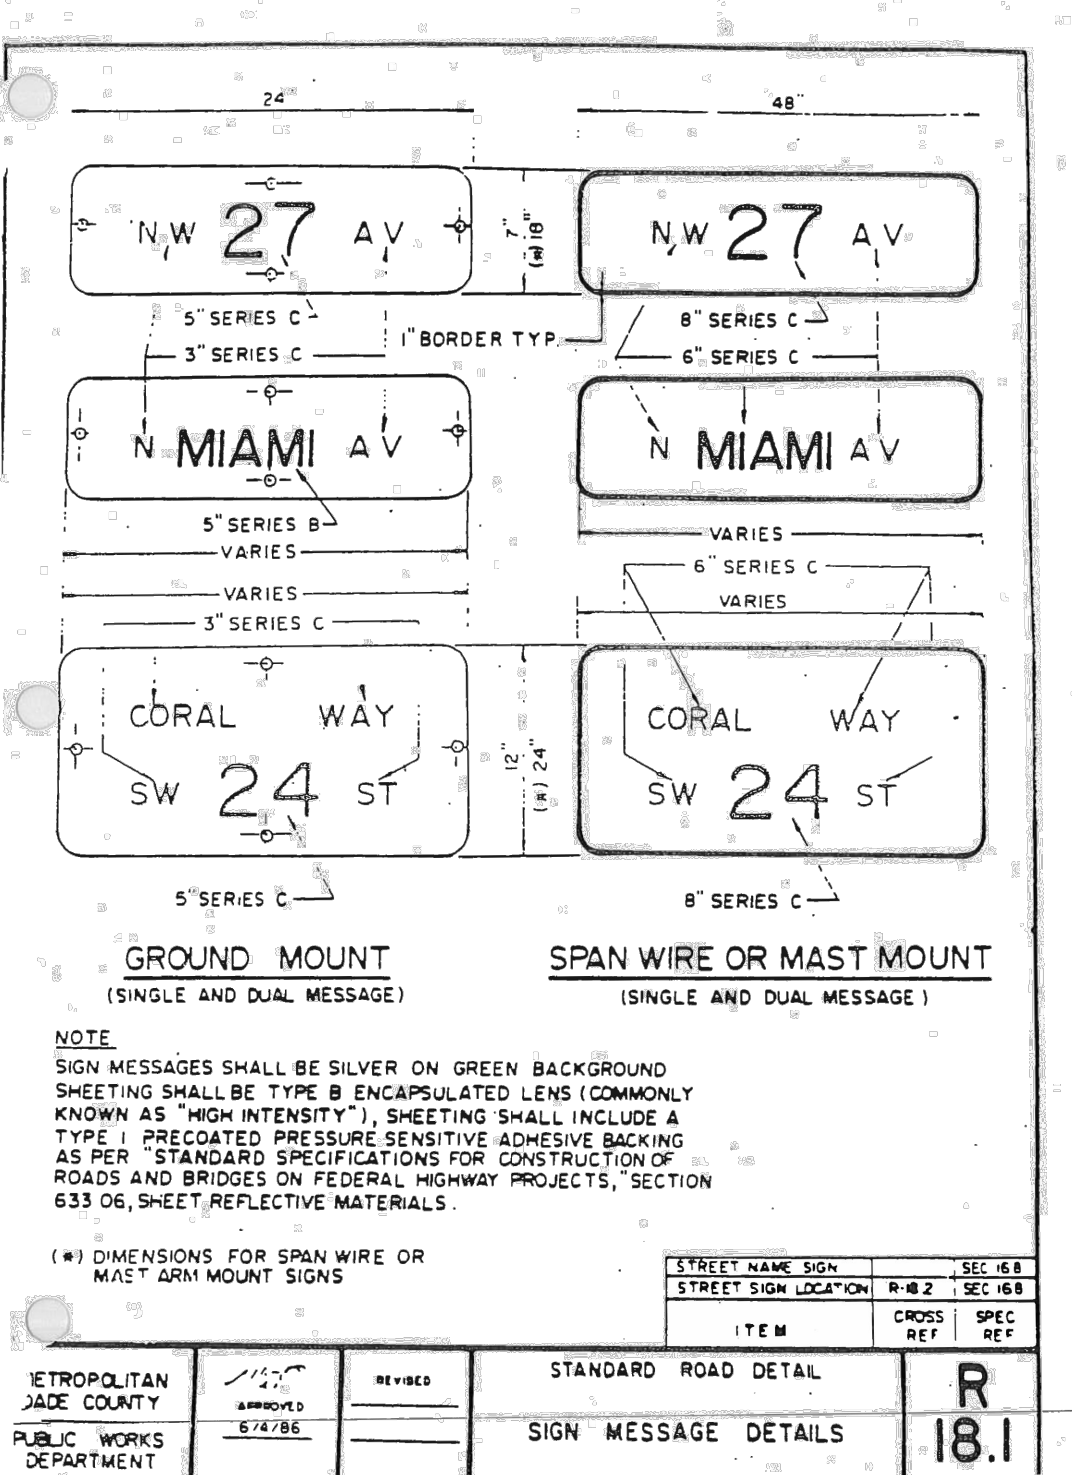 24"
48"
NW 27 AV
NW 27 AV
7"
(*) 18"
5" SERIES C
8" SERIES C
1" BORDER TYP.
3" SERIES C
6" SERIES C
N MIAMI AV
N MIAMI AV
5" SERIES B
VARIES
VARIES
VARIES
6" SERIES C
VARIES
3" SERIES C
CORAL WAY
SW 24 ST
12"
(*) 24"
CORAL WAY
SW 24 ST
5" SERIES C
8" SERIES C
GROUND MOUNT
(SINGLE AND DUAL MESSAGE)
SPAN WIRE OR MAST MOUNT
(SINGLE AND DUAL MESSAGE)
NOTE
SIGN MESSAGES SHALL BE SILVER ON GREEN BACKGROUND
SHEETING SHALL BE TYPE B ENCAPSULATED LENS (COMMONLY
KNOWN AS "HIGH INTENSITY"), SHEETING SHALL INCLUDE A
TYPE I PRECOATED PRESSURE SENSITIVE ADHESIVE BACKING
AS PER "STANDARD SPECIFICATIONS FOR CONSTRUCTION OF
ROADS AND BRIDGES ON FEDERAL HIGHWAY PROJECTS," SECTION
633 06, SHEET REFLECTIVE MATERIALS.
(*) DIMENSIONS FOR SPAN WIRE OR
MAST ARM MOUNT SIGNS
STREET NAME SIGN SEC 168
STREET SIGN LOCATION R-18.2 SEC 168
ITEM CROSS REF SPEC REF
METROPOLITAN
DADE COUNTY
PUBLIC WORKS
DEPARTMENT
APPROVED
6/4/86
REVISED
STANDARD ROAD DETAIL
SIGN MESSAGE DETAILS
R
18.1